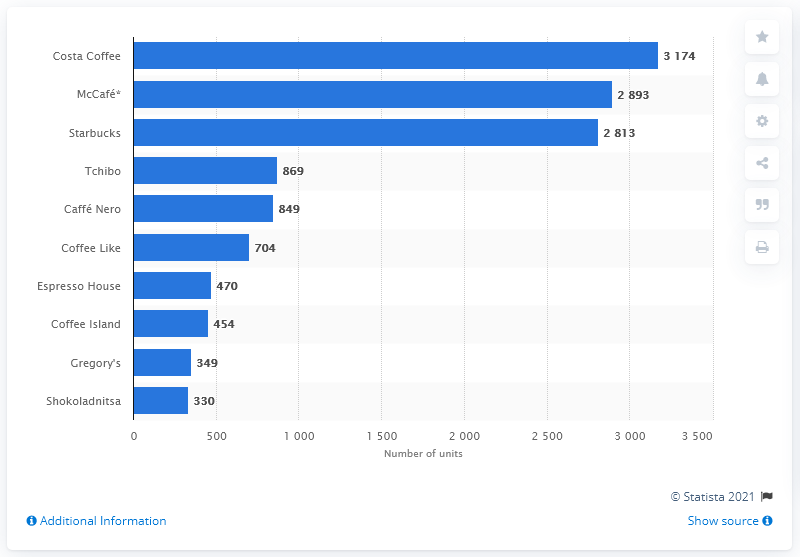 Costa Coffee 3 174
McCafé* 2 893
Starbucks 2 813
Tchibo 869
Caffé Nero 849
Coffee Like 704
Espresso House 470
Coffee Island 454
Gregory's 349
Shokoladnitsa 330
0 500 1 000 1 500 2 000 2 500 3 000 3 500
Number of units
© Statista 2021
Additional Information Show source